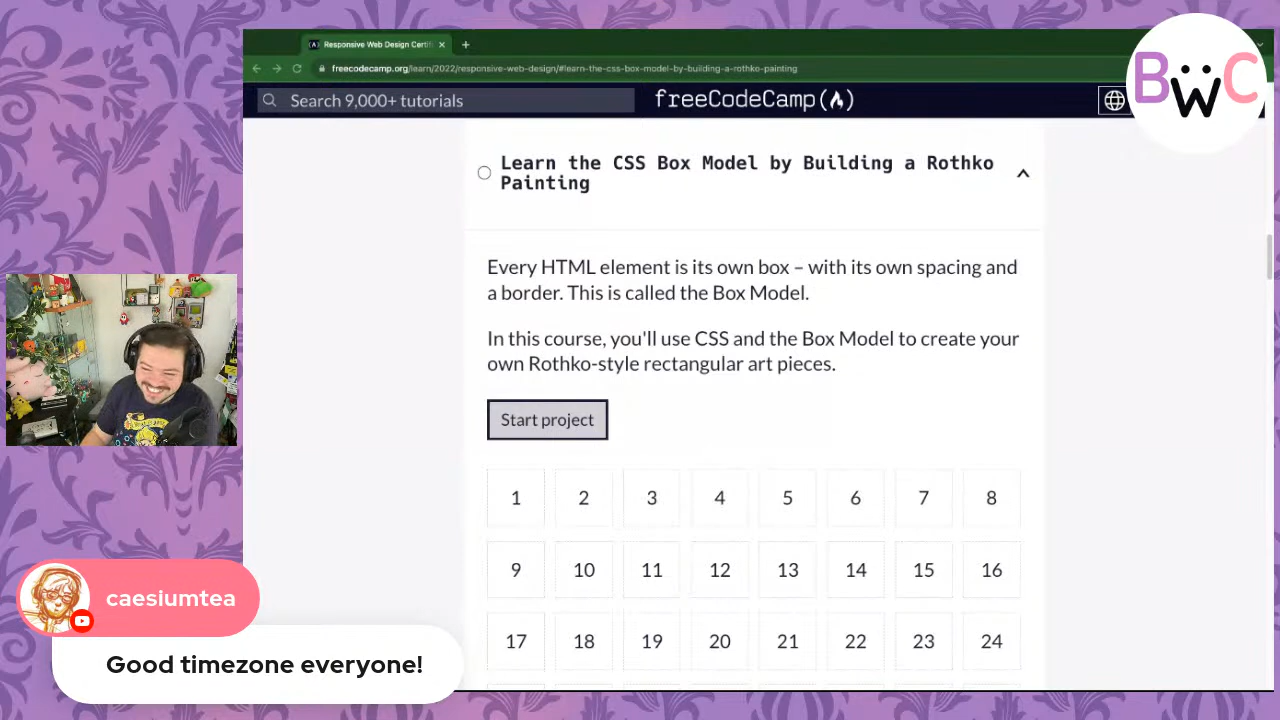 Responsive Web Design Certifi
freecodecamp.org/learn/2022/responsive-web-design/#learn-the-css-box-model-by-building-a-rothko-painting
Search 9,000+ tutorials
freeCodeCamp
BWC
Learn the CSS Box Model by Building a Rothko
Painting
Every HTML element is its own box – with its own spacing and
a border. This is called the Box Model.
In this course, you'll use CSS and the Box Model to create your
own Rothko-style rectangular art pieces.
Start project
1 2 3 4 5 6 7 8
9 10 11 12 13 14 15 16
17 18 19 20 21 22 23 24
caesiumtea
Good timezone everyone!